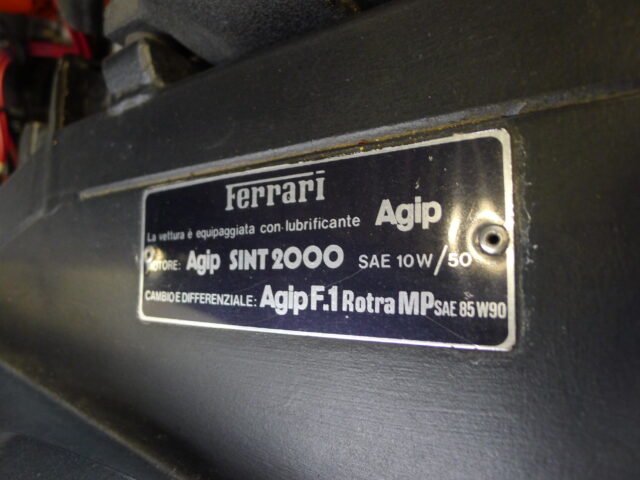 Ferrari
La vettura è equipaggiata con lubrificante Agip
MOTORE: Agip SINT 2000 SAE 10W/50
CAMBIO E DIFFERENZIALE: Agip F.1 Rotra MP SAE 85 W90